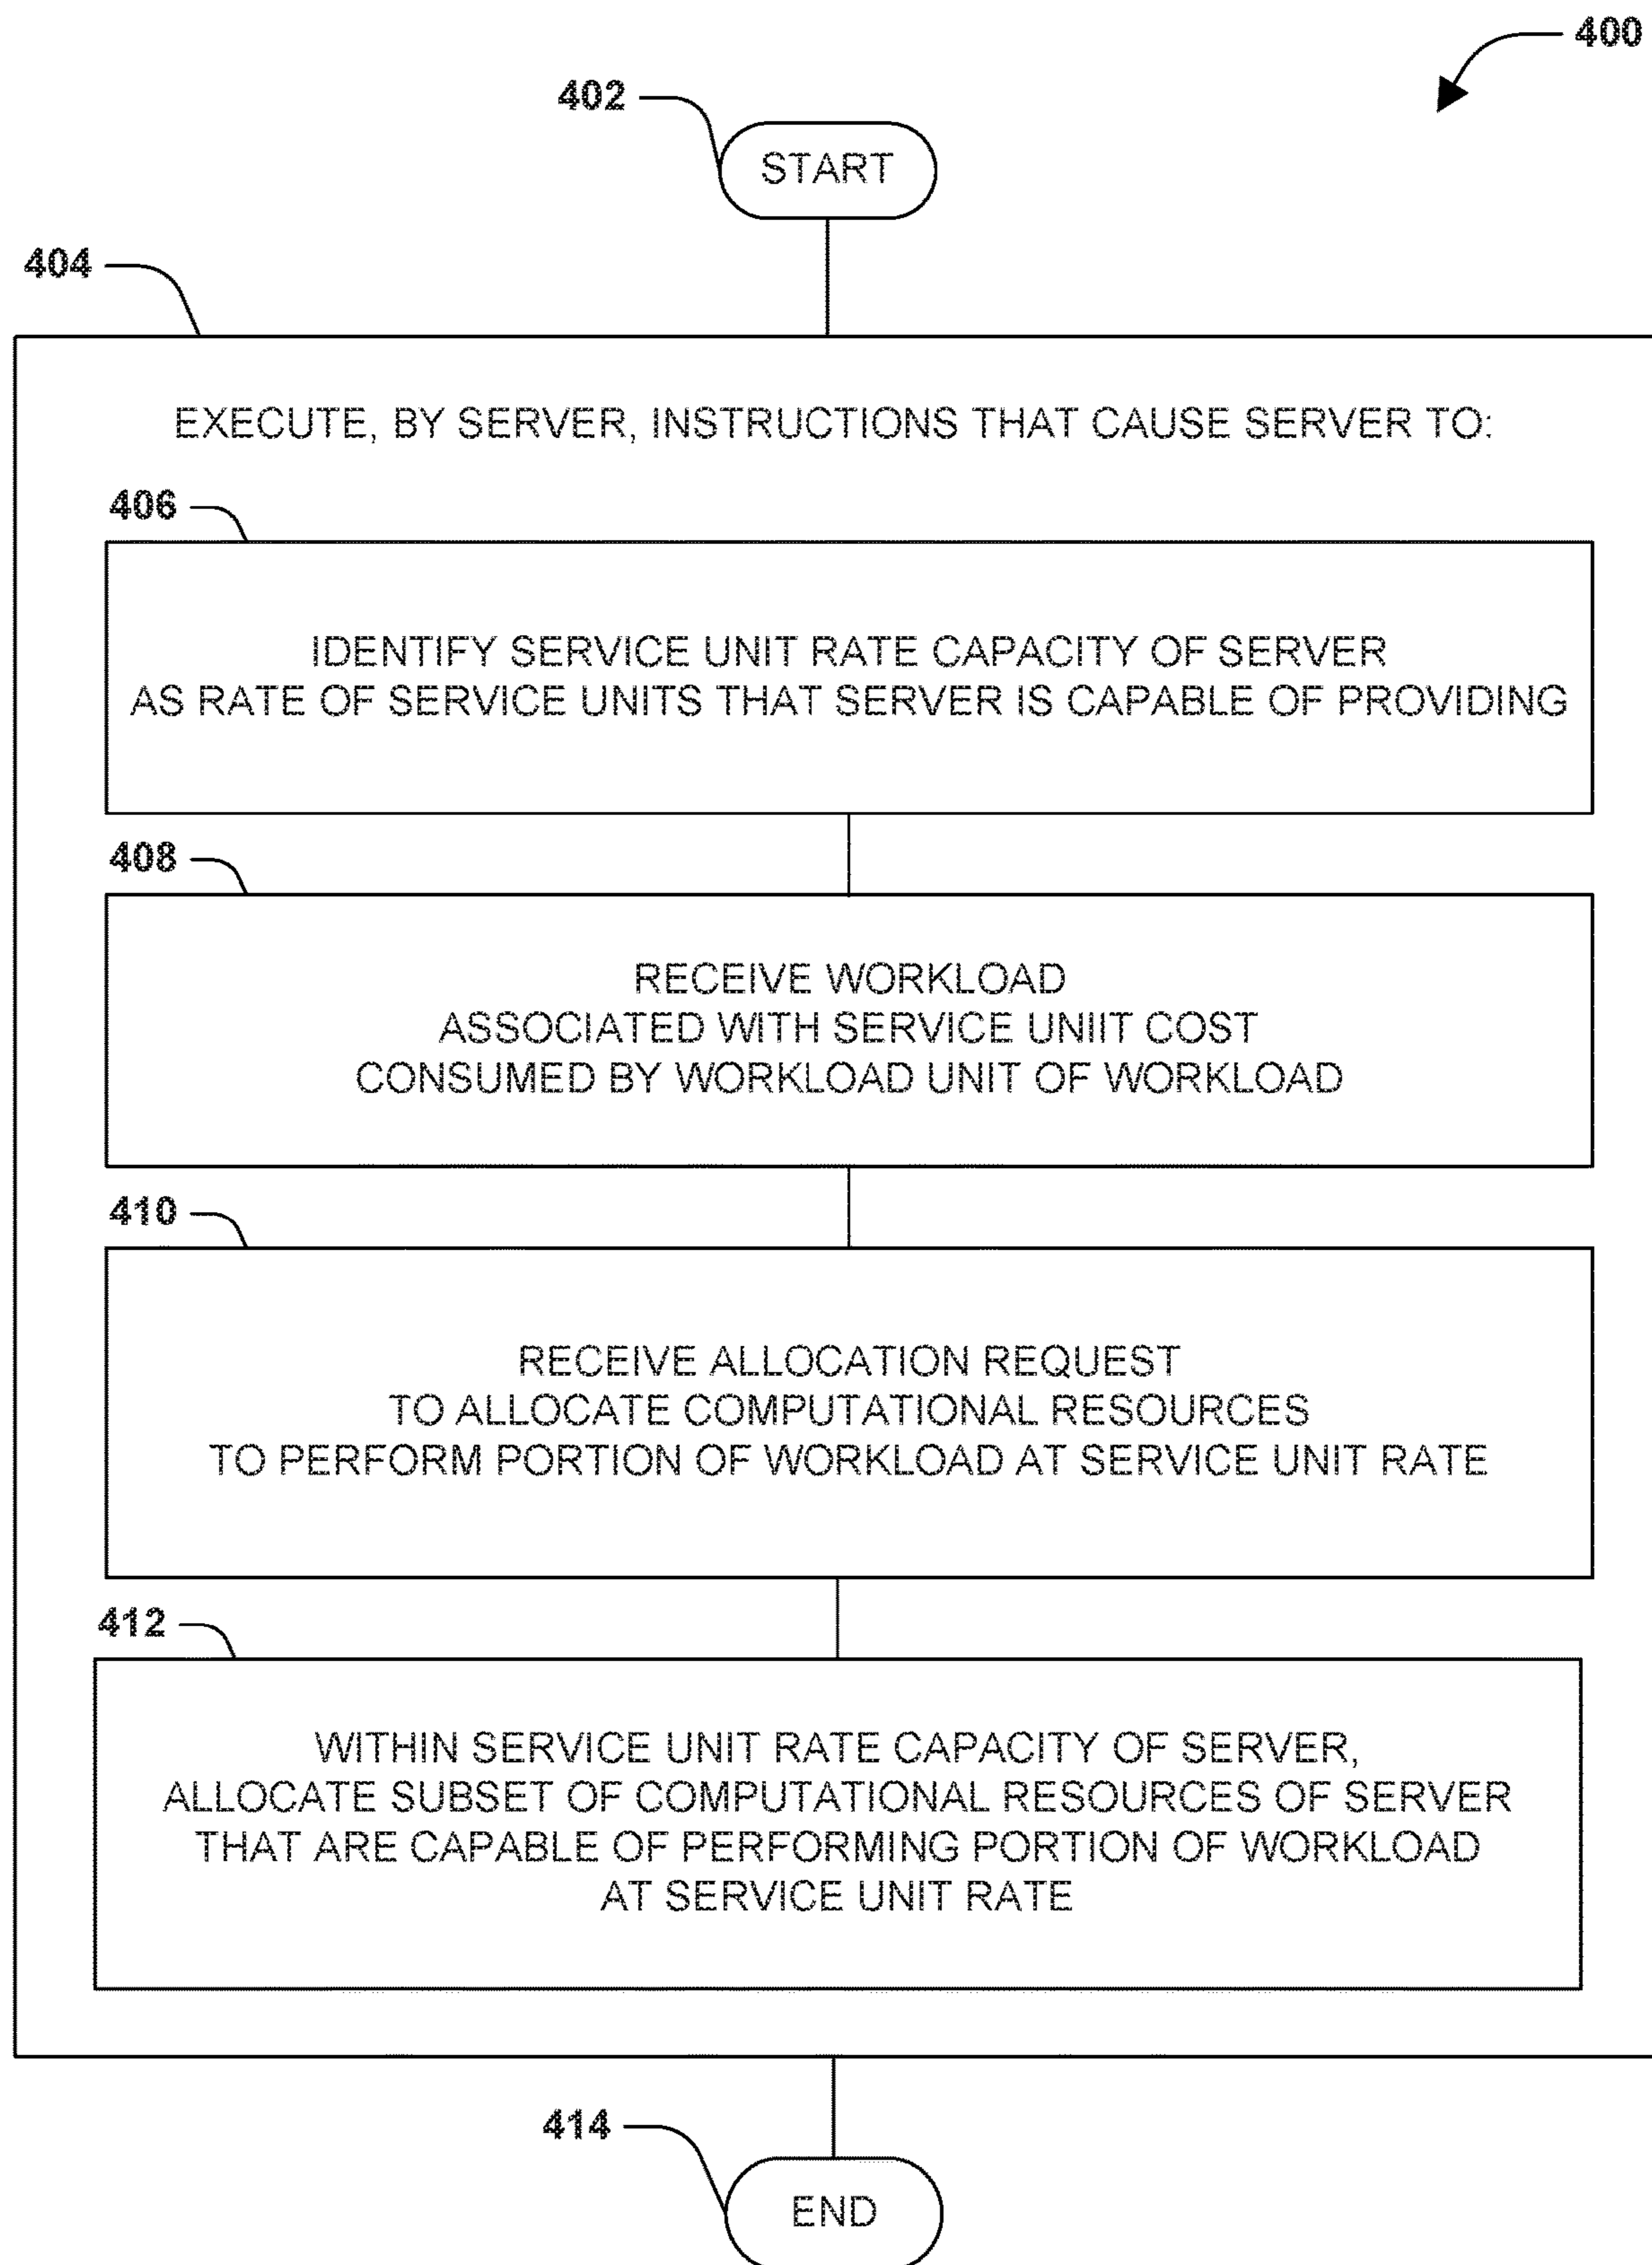 400
402
START
404
EXECUTE, BY SERVER, INSTRUCTIONS THAT CAUSE SERVER TO:
406
IDENTIFY SERVICE UNIT RATE CAPACITY OF SERVER
AS RATE OF SERVICE UNITS THAT SERVER IS CAPABLE OF PROVIDING
408
RECEIVE WORKLOAD
ASSOCIATED WITH SERVICE UNIIT COST
CONSUMED BY WORKLOAD UNIT OF WORKLOAD
410
RECEIVE ALLOCATION REQUEST
TO ALLOCATE COMPUTATIONAL RESOURCES
TO PERFORM PORTION OF WORKLOAD AT SERVICE UNIT RATE
412
WITHIN SERVICE UNIT RATE CAPACITY OF SERVER,
ALLOCATE SUBSET OF COMPUTATIONAL RESOURCES OF SERVER
THAT ARE CAPABLE OF PERFORMING PORTION OF WORKLOAD
AT SERVICE UNIT RATE
414
END